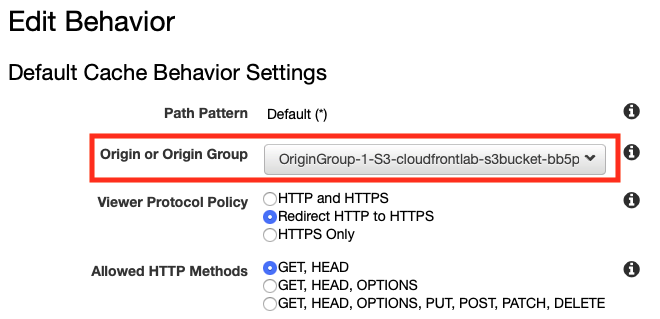 Edit Behavior
Default Cache Behavior Settings
Path Pattern Default (*)
Origin or Origin Group OriginGroup-1-S3-cloudfrontlab-s3bucket-bb5p
Viewer Protocol Policy HTTP and HTTPS
Redirect HTTP to HTTPS
HTTPS Only
Allowed HTTP Methods GET, HEAD
GET, HEAD, OPTIONS
GET, HEAD, OPTIONS, PUT, POST, PATCH, DELETE